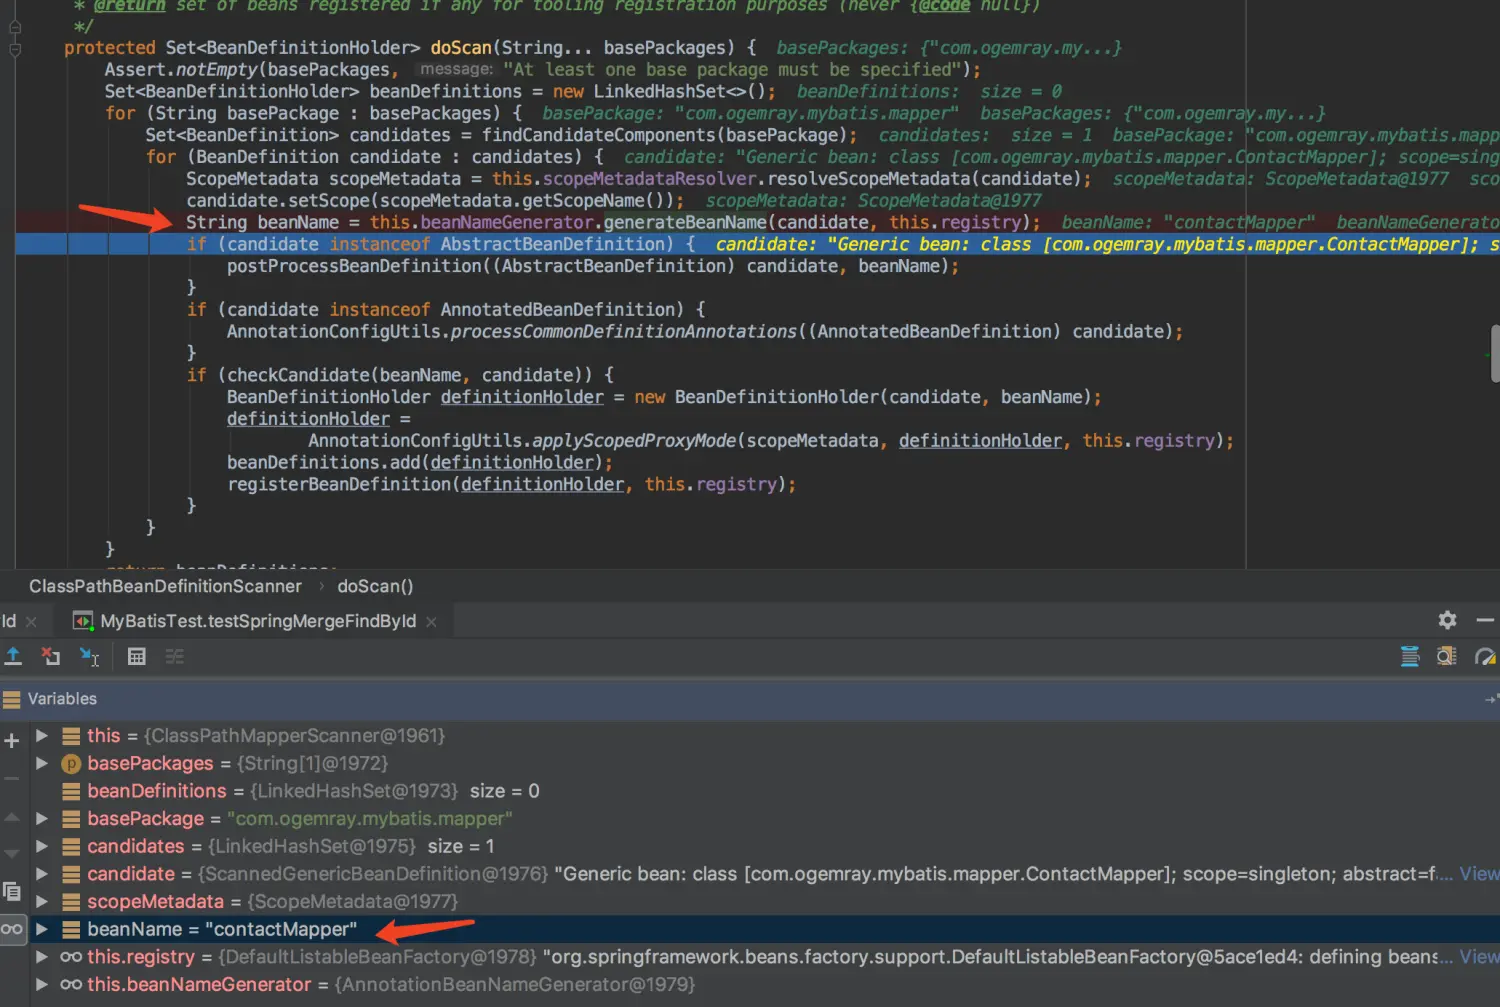 * @return set of beans registered if any for tooling registration purposes (never {@code null})
*/
protected Set<BeanDefinitionHolder> doScan(String... basePackages) { basePackages: {"com.ogemray.my...}
Assert.notEmpty(basePackages, message: "At least one base package must be specified");
Set<BeanDefinitionHolder> beanDefinitions = new LinkedHashSet<>(); beanDefinitions: size = 0
for (String basePackage : basePackages) { basePackage: "com.ogemray.mybatis.mapper" basePackages: {"com.ogemray.my...}
Set<BeanDefinition> candidates = findCandidateComponents(basePackage); candidates: size = 1 basePackage: "com.ogemray.mybatis.mapp
for (BeanDefinition candidate : candidates) { candidate: "Generic bean: class [com.ogemray.mybatis.mapper.ContactMapper]; scope=singl
ScopeMetadata scopeMetadata = this.scopeMetadataResolver.resolveScopeMetadata(candidate); scopeMetadata: ScopeMetadata@1977 sco
candidate.setScope(scopeMetadata.getScopeName()); scopeMetadata: ScopeMetadata@1977
String beanName = this.beanNameGenerator.generateBeanName(candidate, this.registry); beanName: "contactMapper" beanNameGenerato
if (candidate instanceof AbstractBeanDefinition) { candidate: "Generic bean: class [com.ogemray.mybatis.mapper.ContactMapper]; s
postProcessBeanDefinition((AbstractBeanDefinition) candidate, beanName);
}
if (candidate instanceof AnnotatedBeanDefinition) {
AnnotationConfigUtils.processCommonDefinitionAnnotations((AnnotatedBeanDefinition) candidate);
}
if (checkCandidate(beanName, candidate)) {
BeanDefinitionHolder definitionHolder = new BeanDefinitionHolder(candidate, beanName);
definitionHolder =
AnnotationConfigUtils.applyScopedProxyMode(scopeMetadata, definitionHolder, this.registry);
beanDefinitions.add(definitionHolder);
registerBeanDefinition(definitionHolder, this.registry);
}
}
}
return beanDefinitions;
ClassPathBeanDefinitionScanner › doScan()
Id × MyBatisTest.testSpringMergeFindById ×
Variables
this = {ClassPathMapperScanner@1961}
basePackages = {String[1]@1972}
beanDefinitions = {LinkedHashSet@1973} size = 0
basePackage = "com.ogemray.mybatis.mapper"
candidates = {LinkedHashSet@1975} size = 1
candidate = {ScannedGenericBeanDefinition@1976} "Generic bean: class [com.ogemray.mybatis.mapper.ContactMapper]; scope=singleton; abstract=f... View
scopeMetadata = {ScopeMetadata@1977}
beanName = "contactMapper"
this.registry = {DefaultListableBeanFactory@1978} "org.springframework.beans.factory.support.DefaultListableBeanFactory@5ace1ed4: defining beans... View
this.beanNameGenerator = {AnnotationBeanNameGenerator@1979}